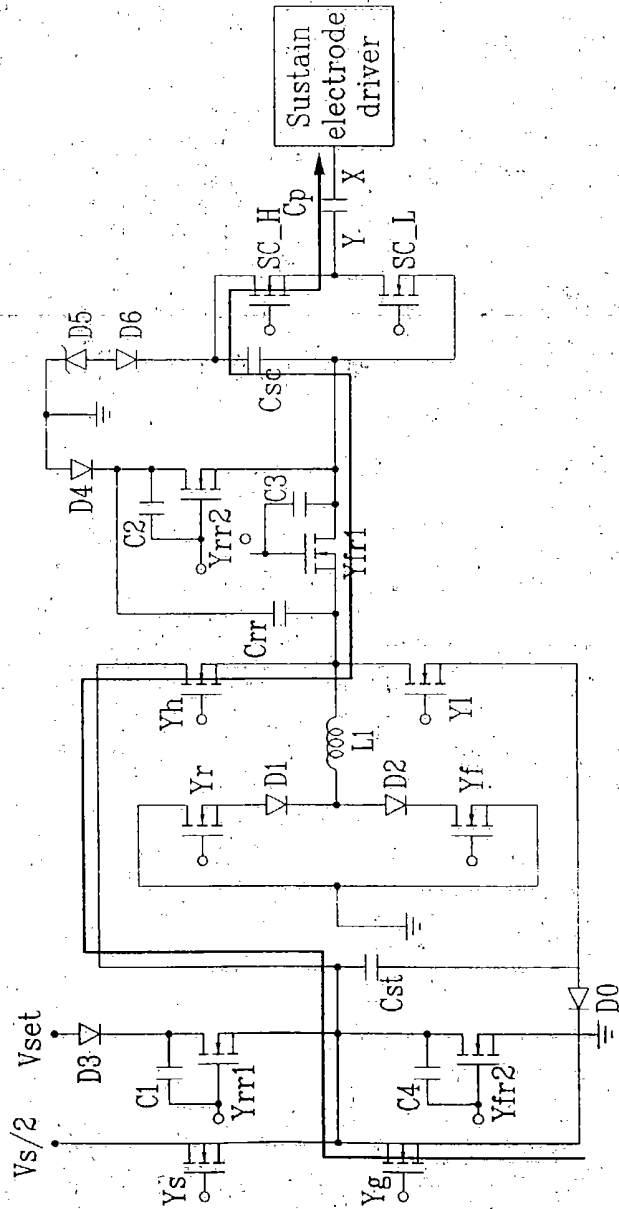 Vs/2
Vset
Ys
Yg
D3
C1
Yrr1
C4
Yfr2
D0
Cst
Yr
D1
D2
Yf
L1
Yh
Yl
Crr
D4
C2
Yrr2
C3
Yfr1
D5
D6
Csc
SC_H
SC_L
Y
Cp
X
Sustain
electrode
driver